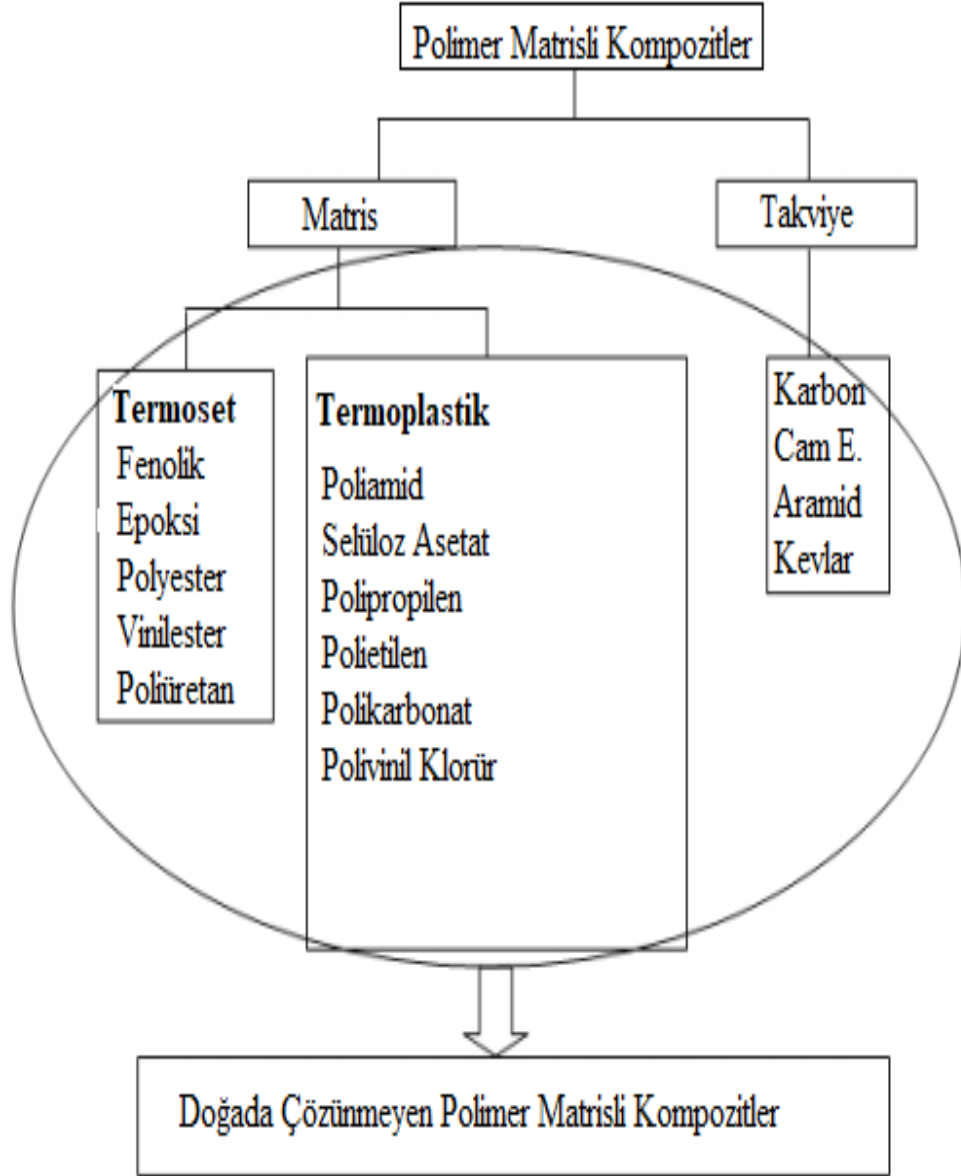 Polimer Matrisli Kompozitler
Matris
Takviye
Termoset
Fenolik
Epoksi
Polyester
Vinilester
Poliüretan
Termoplastik
Poliamid
Selüloz Asetat
Polipropilen
Polietilen
Polikarbonat
Polivinil Klorür
Karbon
Cam E.
Aramid
Kevlar
Doğada Çözünmeyen Polimer Matrisli Kompozitler